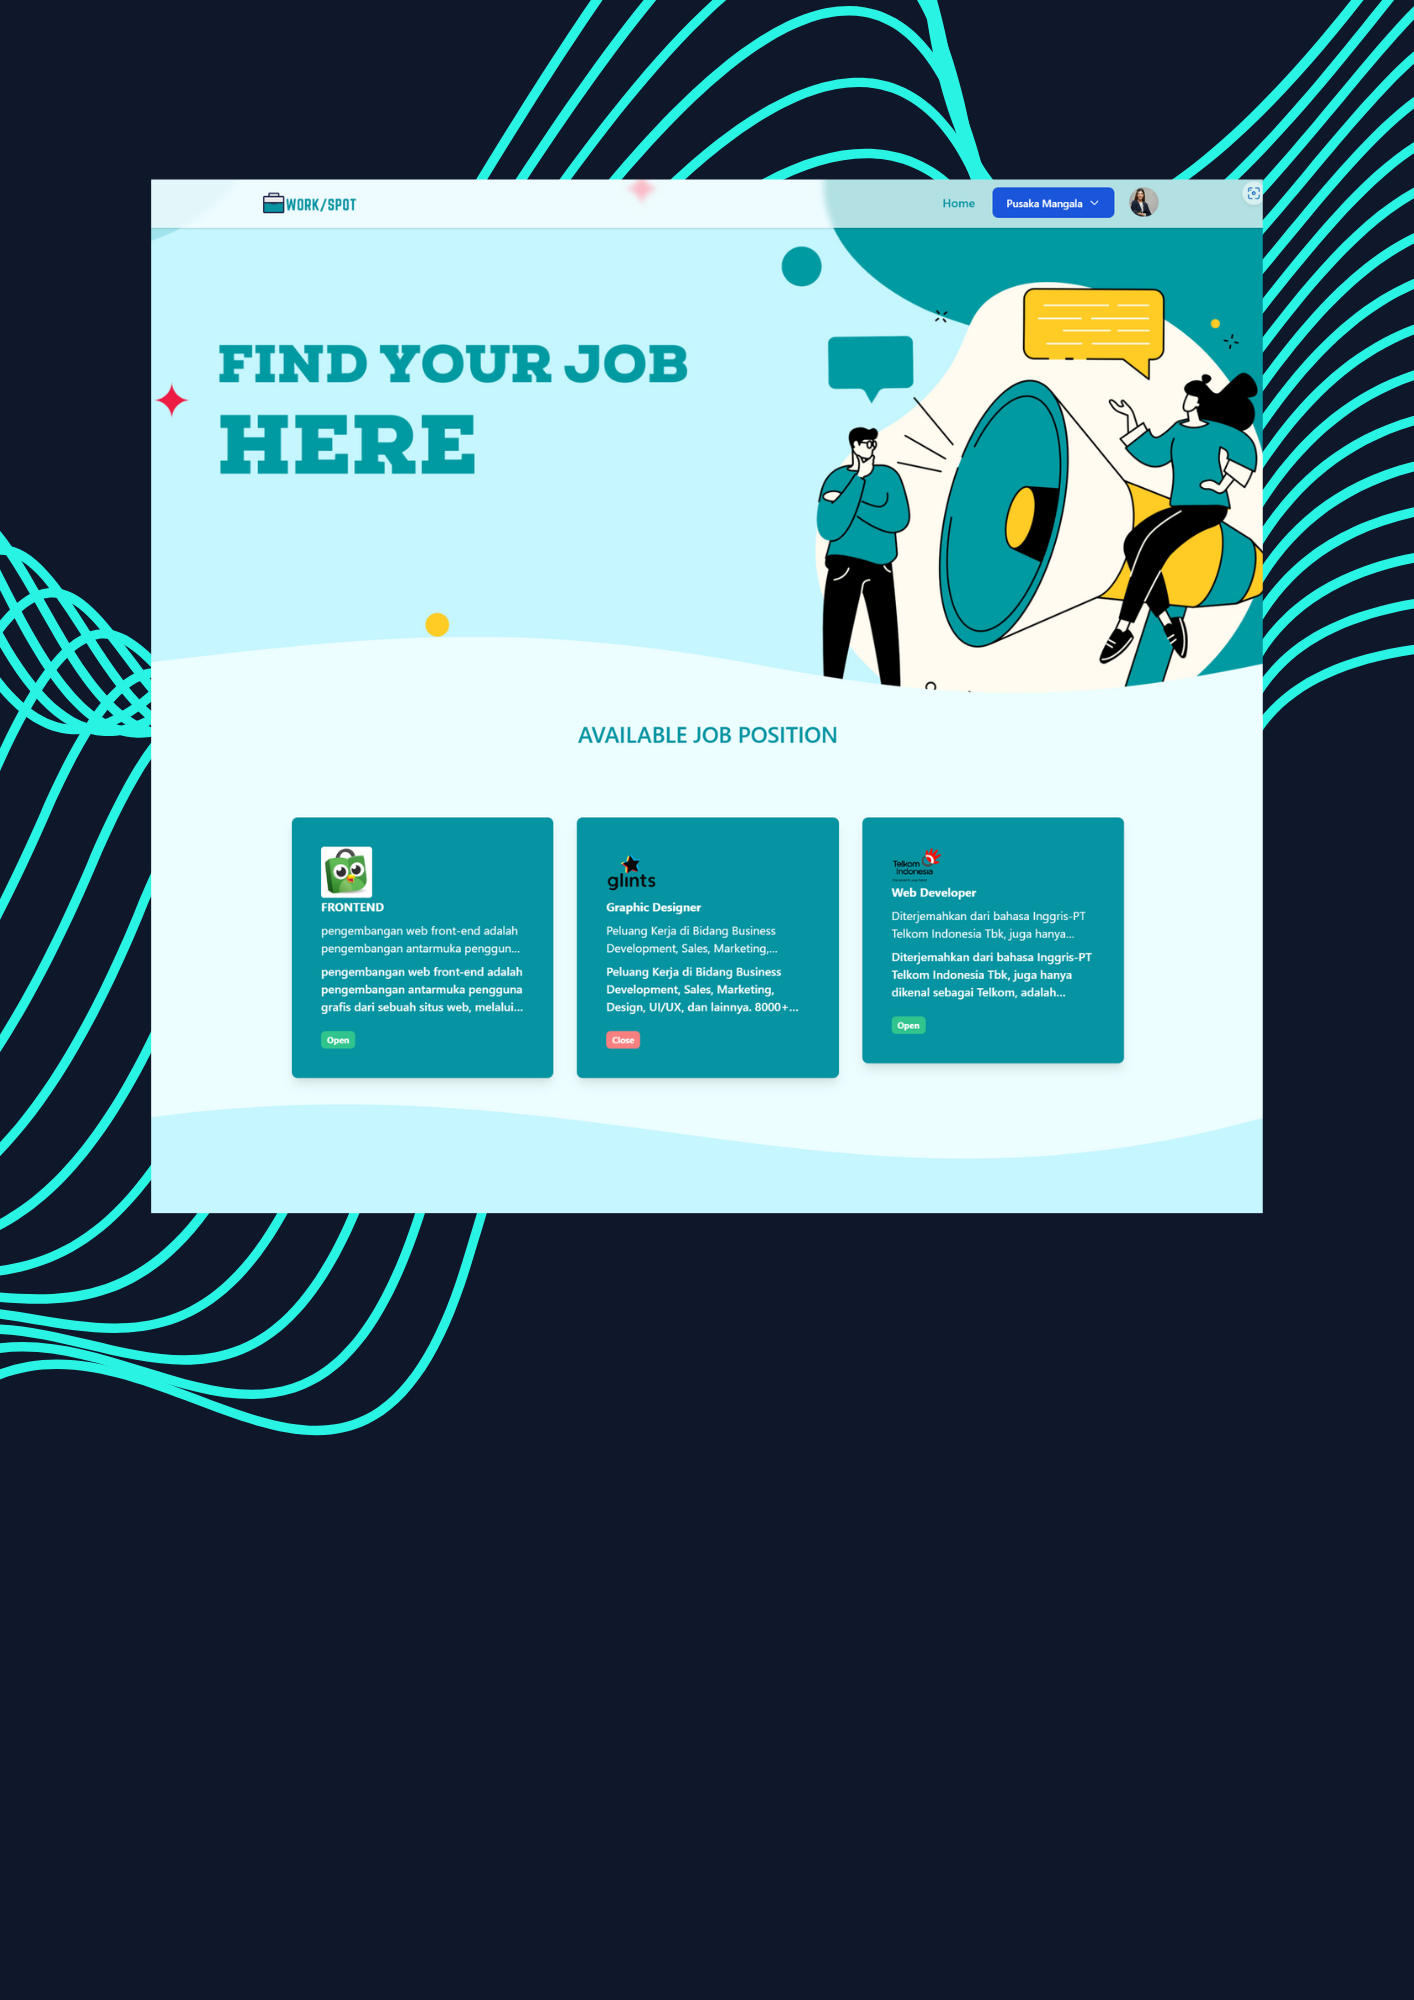 WORK/SPOT
Home
Pusaka Mangala
FIND YOUR JOB
HERE
AVAILABLE JOB POSITION
FRONTEND
pengembangan web front-end adalah
pengembangan antarmuka penggun...
pengembangan web front-end adalah
pengembangan antarmuka pengguna
grafis dari sebuah situs web, melalui...
Open
glints
Graphic Designer
Peluang Kerja di Bidang Business
Development, Sales, Marketing,...
Peluang Kerja di Bidang Business
Development, Sales, Marketing,
Design, UI/UX, dan lainnya. 8000+...
Close
Telkom
Indonesia
Web Developer
Diterjemahkan dari bahasa Inggris-PT
Telkom Indonesia Tbk, juga hanya...
Diterjemahkan dari bahasa Inggris-PT
Telkom Indonesia Tbk, juga hanya
dikenal sebagai Telkom, adalah...
Open